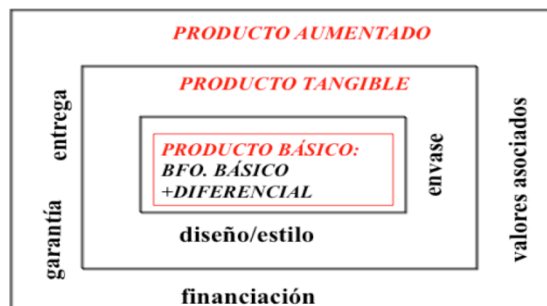 PRODUCTO AUMENTADO
PRODUCTO TANGIBLE
entrega
PRODUCTO BÁSICO:
BFO. BÁSICO
+DIFERENCIAL
envase
valores asociados
garantía
diseño/estilo
financiación